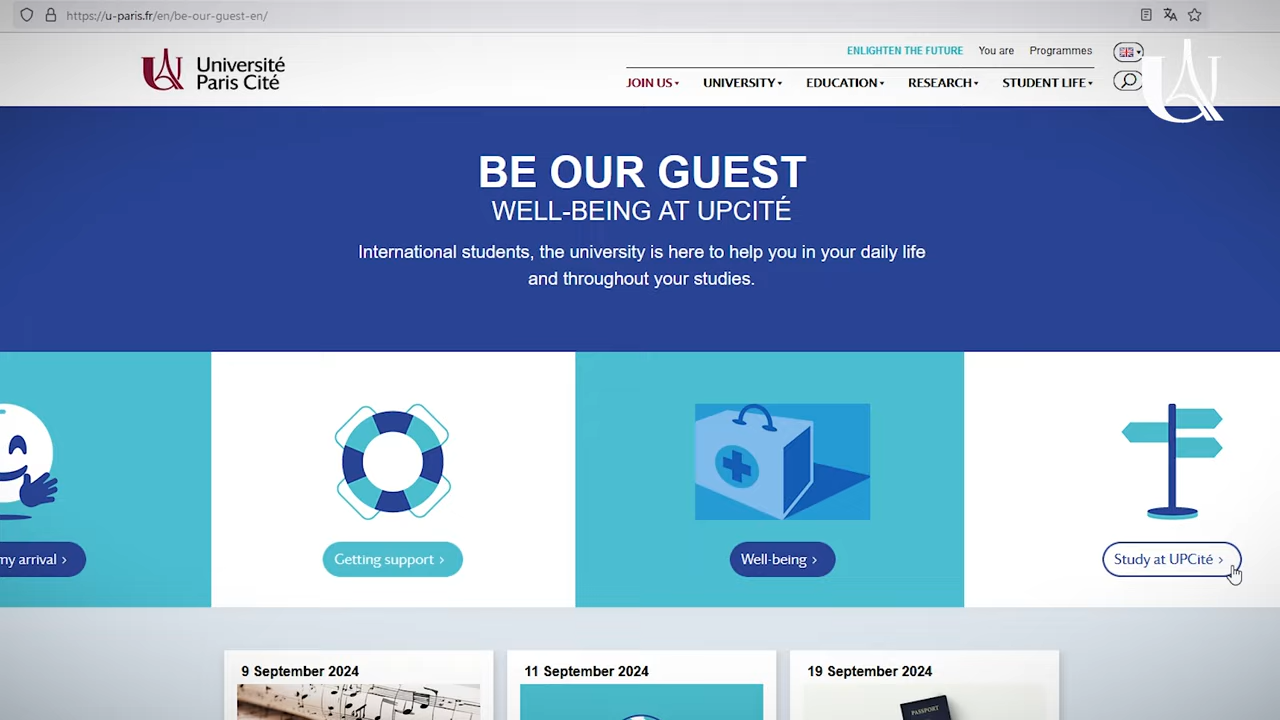 https://u-paris.fr/en/be-our-guest-en/
Université
Paris Cité
ENLIGHTEN THE FUTURE You are Programmes
JOIN US UNIVERSITY EDUCATION RESEARCH STUDENT LIFE
BE OUR GUEST
WELL-BEING AT UPCITÉ
International students, the university is here to help you in your daily life
and throughout your studies.
my arrival ›
Getting support ›
Well-being ›
Study at UPCité ›
9 September 2024
11 September 2024
19 September 2024
PASSPORT